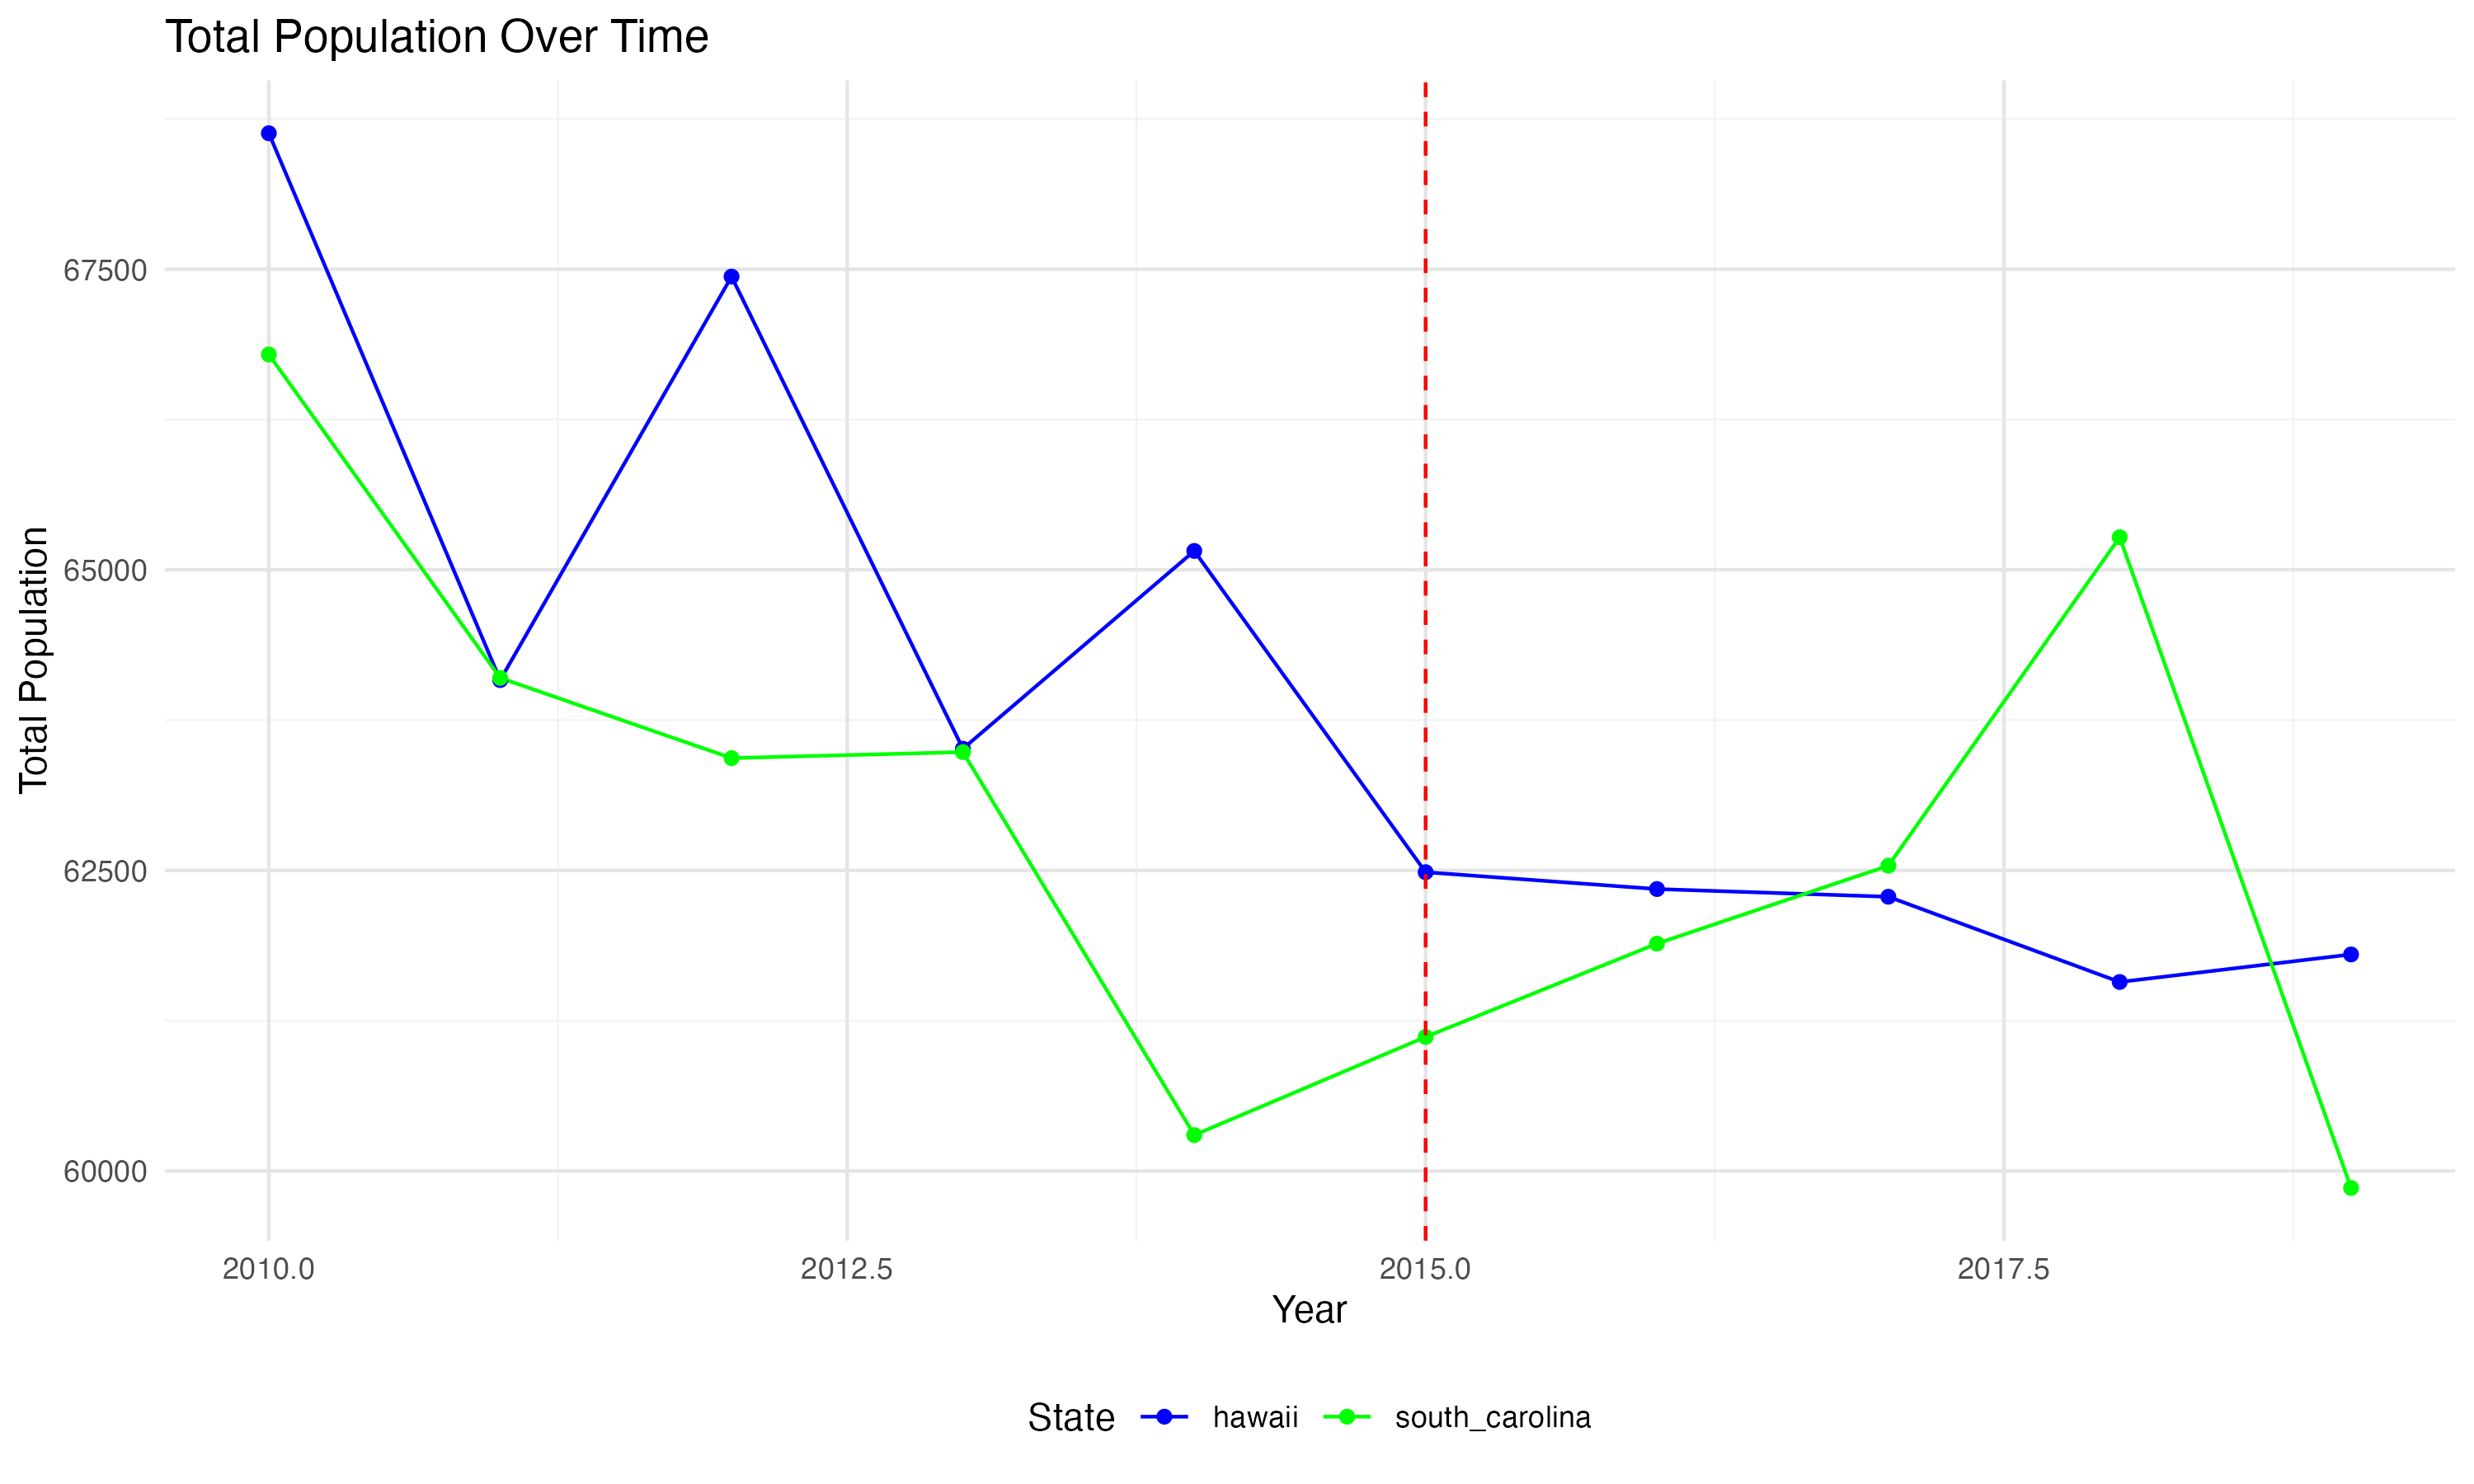 Total Population Over Time
Total Population
67500
65000
62500
60000
2010.0 2012.5 2015.0 2017.5
Year
State hawaii south_carolina